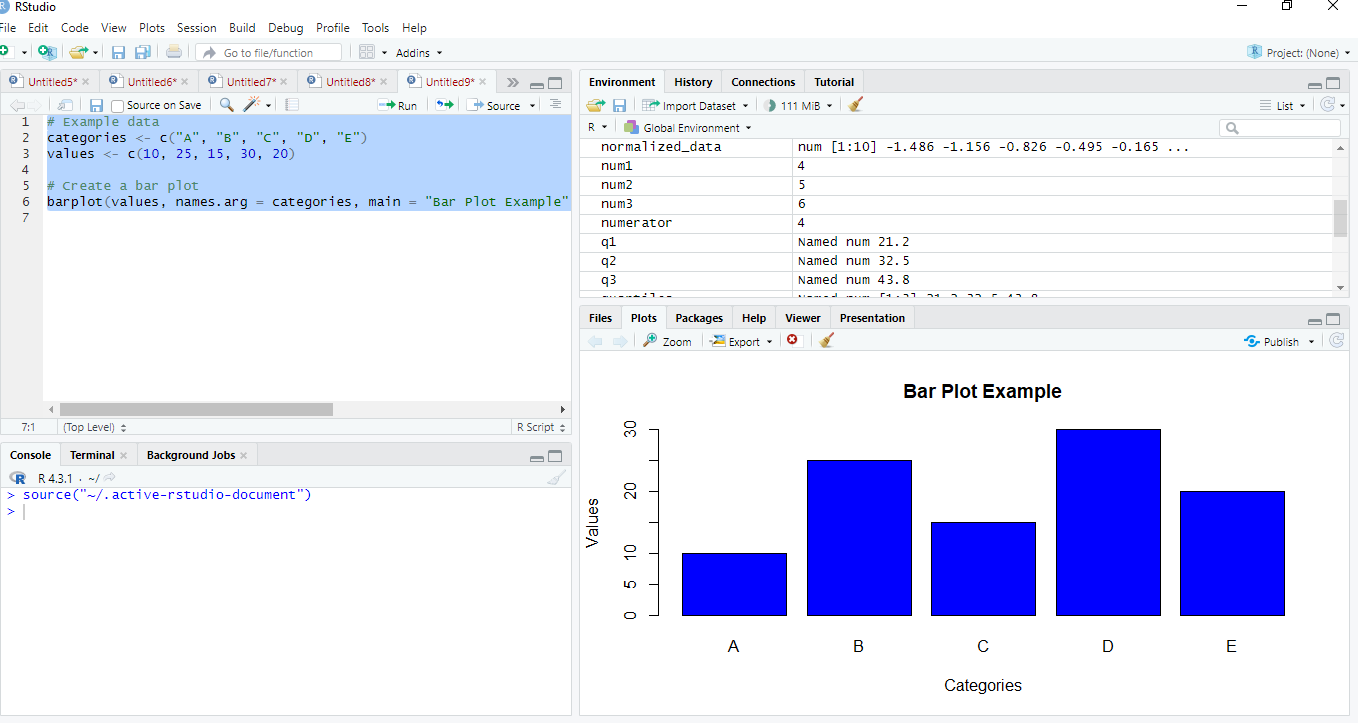 RStudio
File Edit Code View Plots Session Build Debug Profile Tools Help
Go to file/function Addins Project: (None)
Untitled5* Untitled6* Untitled7* Untitled8* Untitled9*
Source on Save Run Source
1 # Example data
2 categories <- c("A", "B", "C", "D", "E")
3 values <- c(10, 25, 15, 30, 20)
4
5 # Create a bar plot
6 barplot(values, names.arg = categories, main = "Bar Plot Example"
7
7:1 (Top Level) R Script
Console Terminal Background Jobs
R 4.3.1 · ~/
> source("~/.active-rstudio-document")
>
Environment History Connections Tutorial
Import Dataset 111 MiB List
R Global Environment
normalized_data num [1:10] -1.486 -1.156 -0.826 -0.495 -0.165 ...
num1 4
num2 5
num3 6
numerator 4
q1 Named num 21.2
q2 Named num 32.5
q3 Named num 43.8
Files Plots Packages Help Viewer Presentation
Zoom Export Publish
Bar Plot Example
30
20
10
5
0
Values
A B C D E
Categories